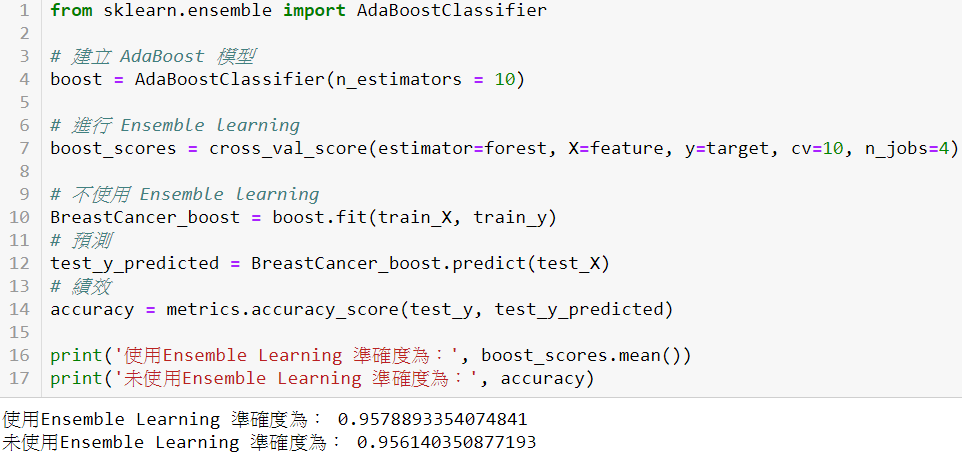 1 from sklearn.ensemble import AdaBoostClassifier
2
3 # 建立 AdaBoost 模型
4 boost = AdaBoostClassifier(n_estimators = 10)
5
6 # 進行 Ensemble learning
7 boost_scores = cross_val_score(estimator=forest, X=feature, y=target, cv=10, n_jobs=4)
8
9 # 不使用 Ensemble learning
10 BreastCancer_boost = boost.fit(train_X, train_y)
11 # 預測
12 test_y_predicted = BreastCancer_boost.predict(test_X)
13 # 績效
14 accuracy = metrics.accuracy_score(test_y, test_y_predicted)
15
16 print('使用Ensemble Learning 準確度為：', boost_scores.mean())
17 print('未使用Ensemble Learning 準確度為：', accuracy)
使用Ensemble Learning 準確度為： 0.9578893354074841
未使用Ensemble Learning 準確度為： 0.956140350877193